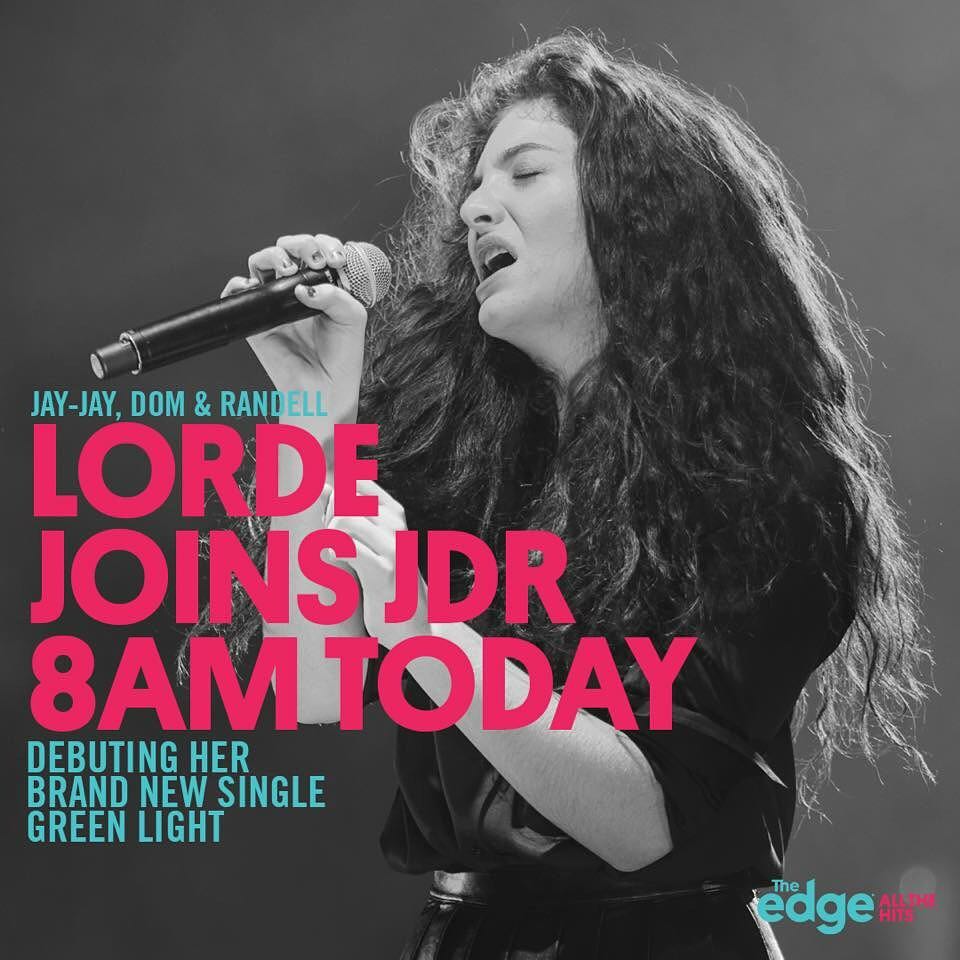 JAY-JAY, DOM & RANDELL
LORDE
JOINS JDR
8AM TODAY
DEBUTING HER
BRAND NEW SINGLE
GREEN LIGHT
The
edge
ALL THE
HITS